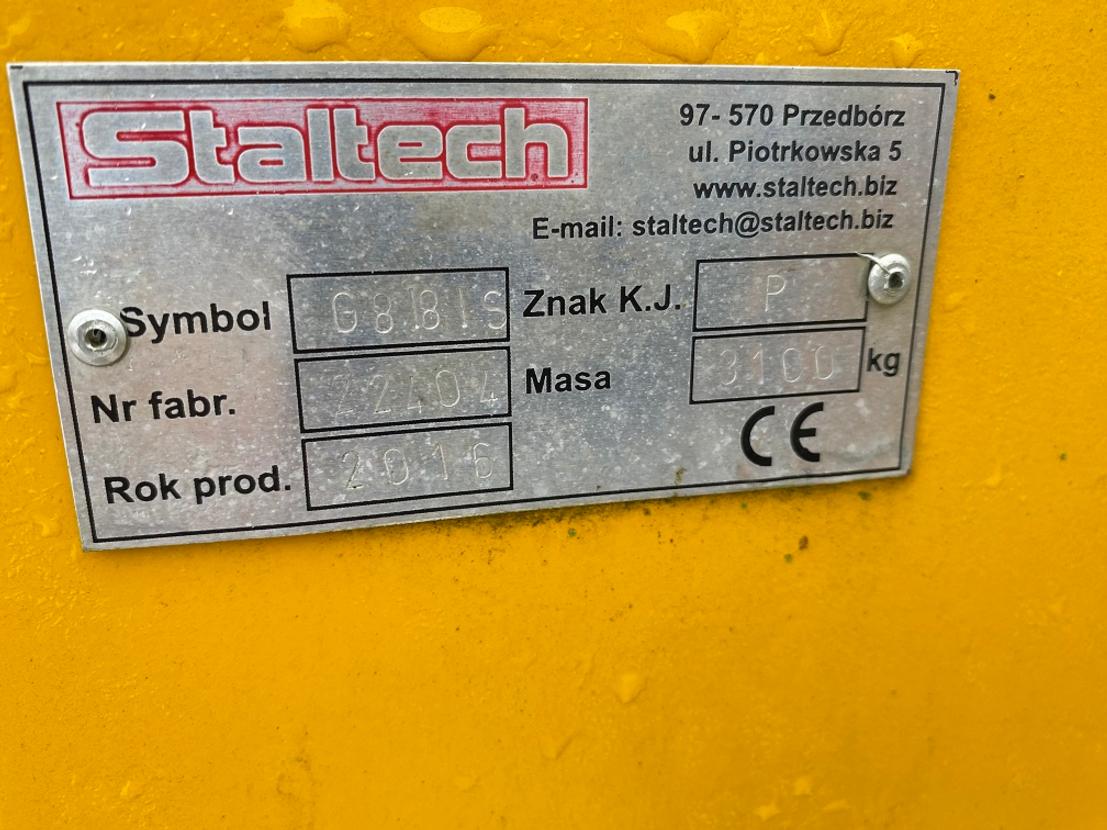 Staltech
97- 570 Przedbórz
ul. Piotrkowska 5
www.staltech.biz
E-mail: staltech@staltech.biz
Symbol G881S Znak K.J. P
Nr fabr. 22404 Masa 3100 kg
Rok prod. 2016
CE